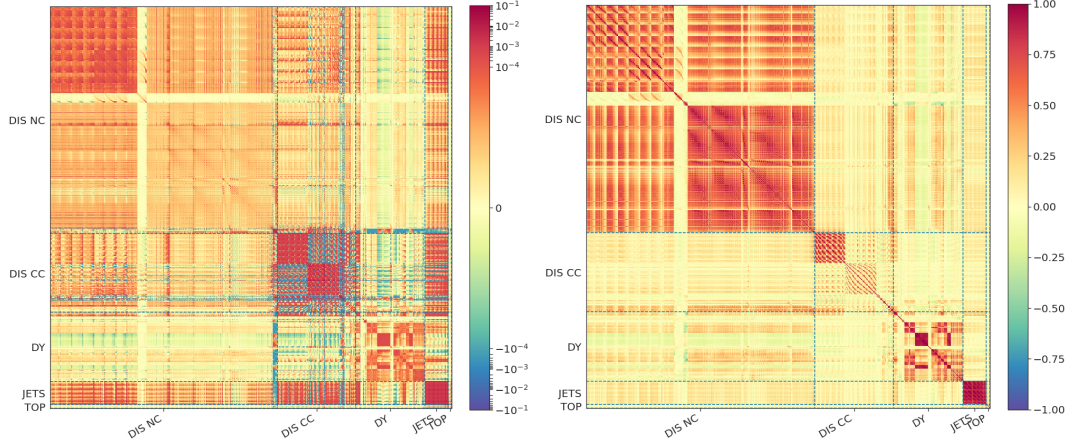 DIS NC
DIS CC
DY
JETS
TOP
DIS NC
DIS CC
DY
JETS
TOP
10⁻¹
10⁻²
10⁻³
10⁻⁴
0
−10⁻⁴
−10⁻³
−10⁻²
−10⁻¹
DIS NC
DIS CC
DY
JETS
TOP
DIS NC
DIS CC
DY
JETS
TOP
1.00
0.75
0.50
0.25
0.00
−0.25
−0.50
−0.75
−1.00